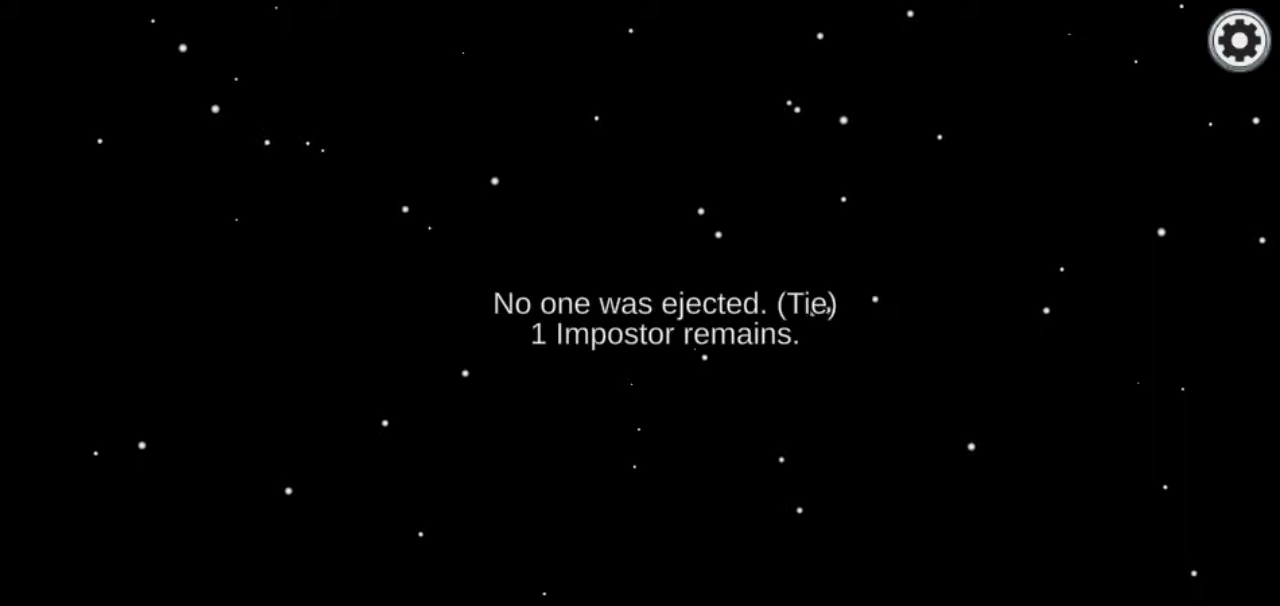 No one was ejected. (Tie)
1 Impostor remains.